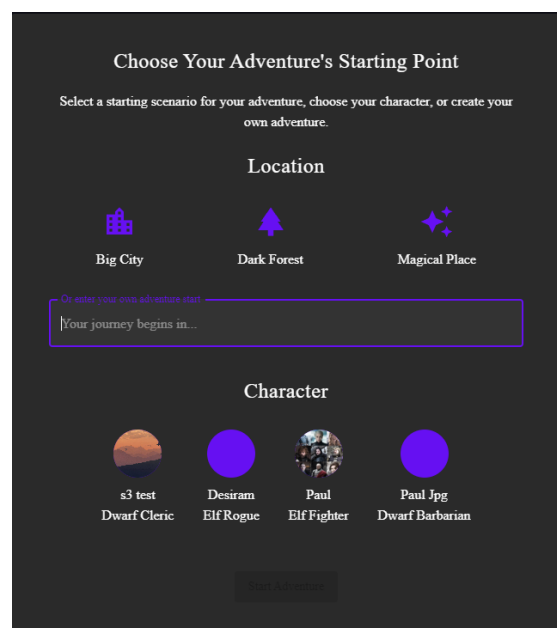 Choose Your Adventure's Starting Point
Select a starting scenario for your adventure, choose your character, or create your
own adventure.
Location
Big City
Dark Forest
Magical Place
Or enter your own adventure start
Your journey begins in...
Character
s3 test
Dwarf Cleric
Desiram
Elf Rogue
Paul
Elf Fighter
Paul Jpg
Dwarf Barbarian
Start Adventure